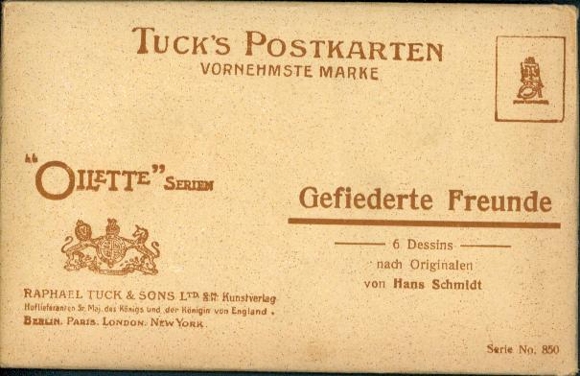 TUCK'S POSTKARTEN
VORNEHMSTE MARKE
"OILETTE" SERIEN
Gefiederte Freunde
6 Dessins
nach Originalen
von Hans Schmidt
RAPHAEL TUCK & SONS LTD. Kunstverlag
Hoflieferanten Sr. Maj. des Königs und der Königin von England.
BERLIN. PARIS. LONDON. NEW YORK.
Serie No. 850